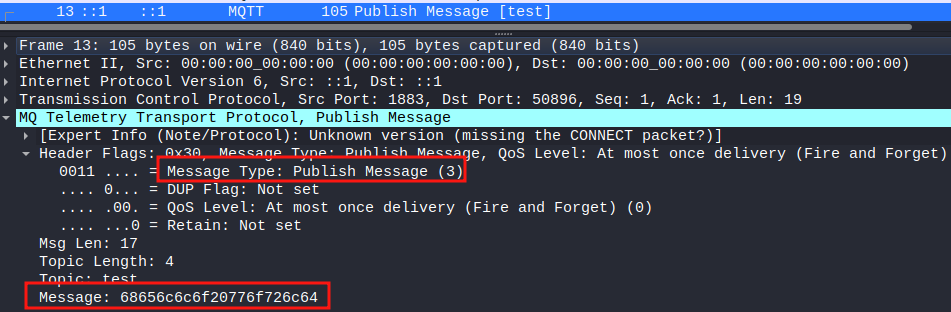 13 ::1 ::1 MQTT 105 Publish Message [test]
Frame 13: 105 bytes on wire (840 bits), 105 bytes captured (840 bits)
Ethernet II, Src: 00:00:00_00:00:00 (00:00:00:00:00:00), Dst: 00:00:00_00:00:00 (00:00:00:00:00:00)
Internet Protocol Version 6, Src: ::1, Dst: ::1
Transmission Control Protocol, Src Port: 1883, Dst Port: 50896, Seq: 1, Ack: 1, Len: 19
MQ Telemetry Transport Protocol, Publish Message
[Expert Info (Note/Protocol): Unknown version (missing the CONNECT packet?)]
Header Flags: 0x30, Message Type: Publish Message, QoS Level: At most once delivery (Fire and Forget)
0011 .... = Message Type: Publish Message (3)
.... 0... = DUP Flag: Not set
.... .00. = QoS Level: At most once delivery (Fire and Forget) (0)
.... ...0 = Retain: Not set
Msg Len: 17
Topic Length: 4
Topic: test
Message: 68656c6c6f20776f726c64